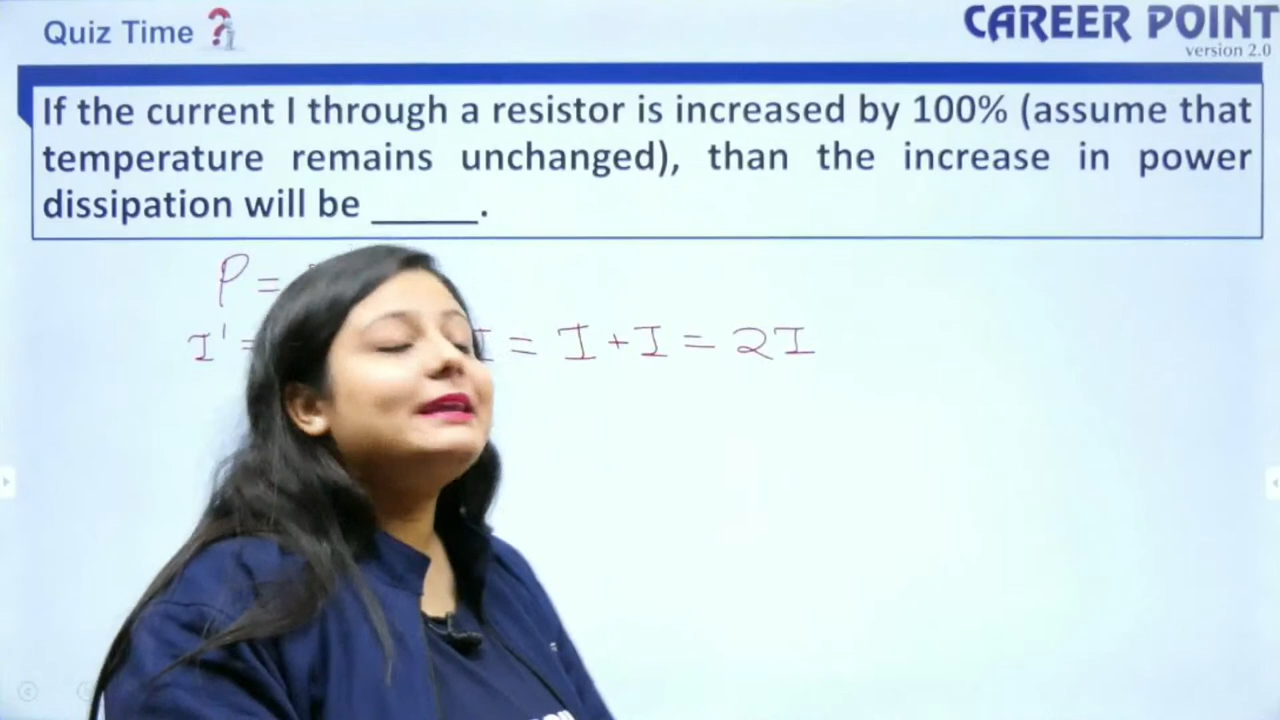 Quiz Time ?
CAREER POINT
version 2.0
If the current I through a resistor is increased by 100% (assume that
temperature remains unchanged), than the increase in power
dissipation will be _____.
P =
I' = I = I + I = 2I